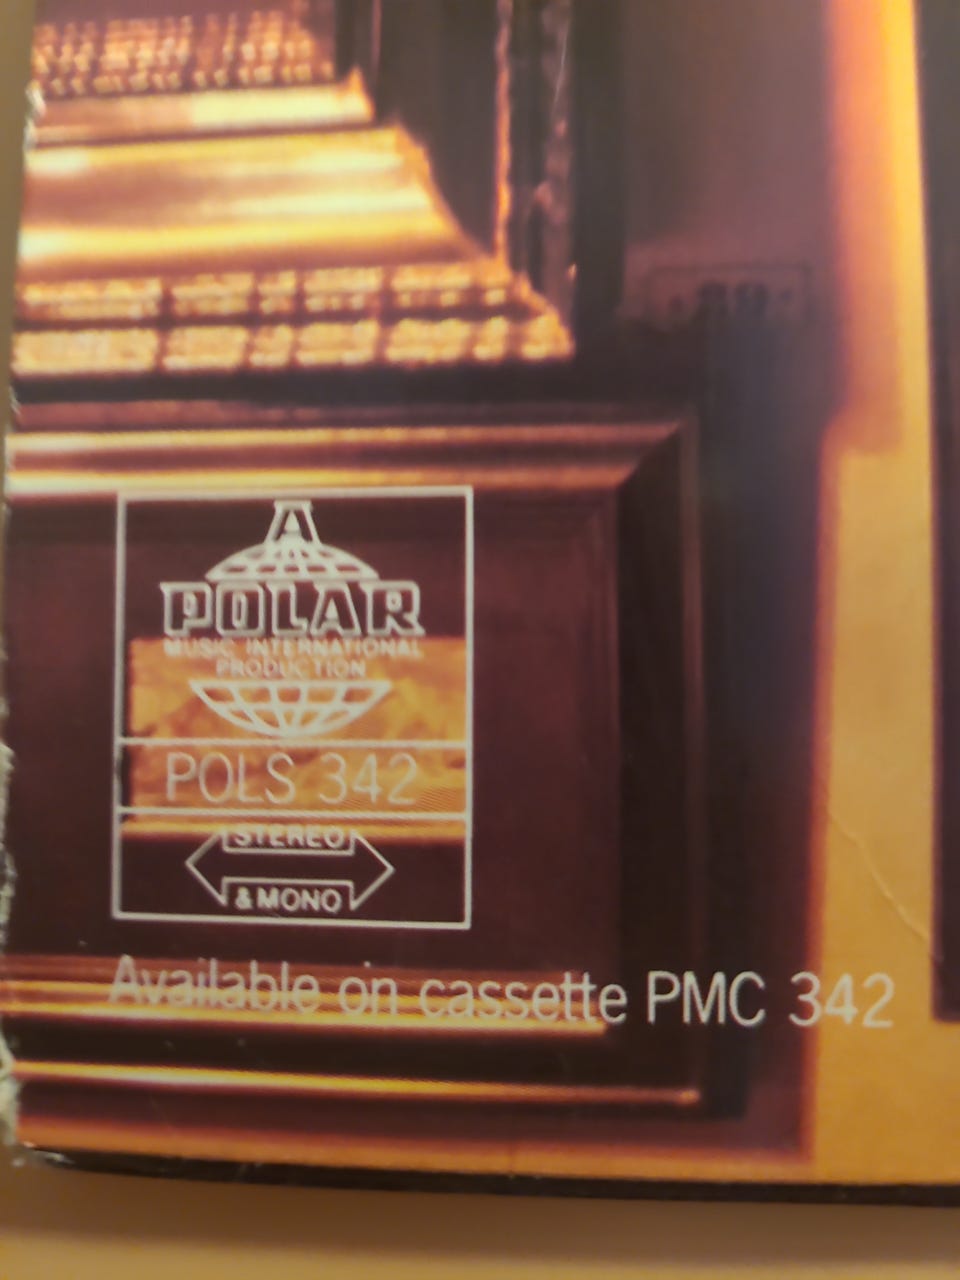 POLAR
MUSIC INTERNATIONAL
PRODUCTION
POLS 342
STEREO
& MONO
Available on cassette PMC 342